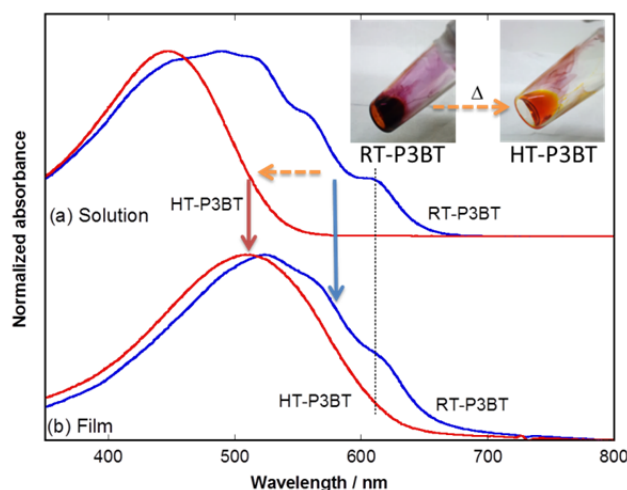 Normalized absorbance
Δ
RT-P3BT
HT-P3BT
(a) Solution
HT-P3BT
RT-P3BT
(b) Film
HT-P3BT
RT-P3BT
400
500
600
700
800
Wavelength / nm